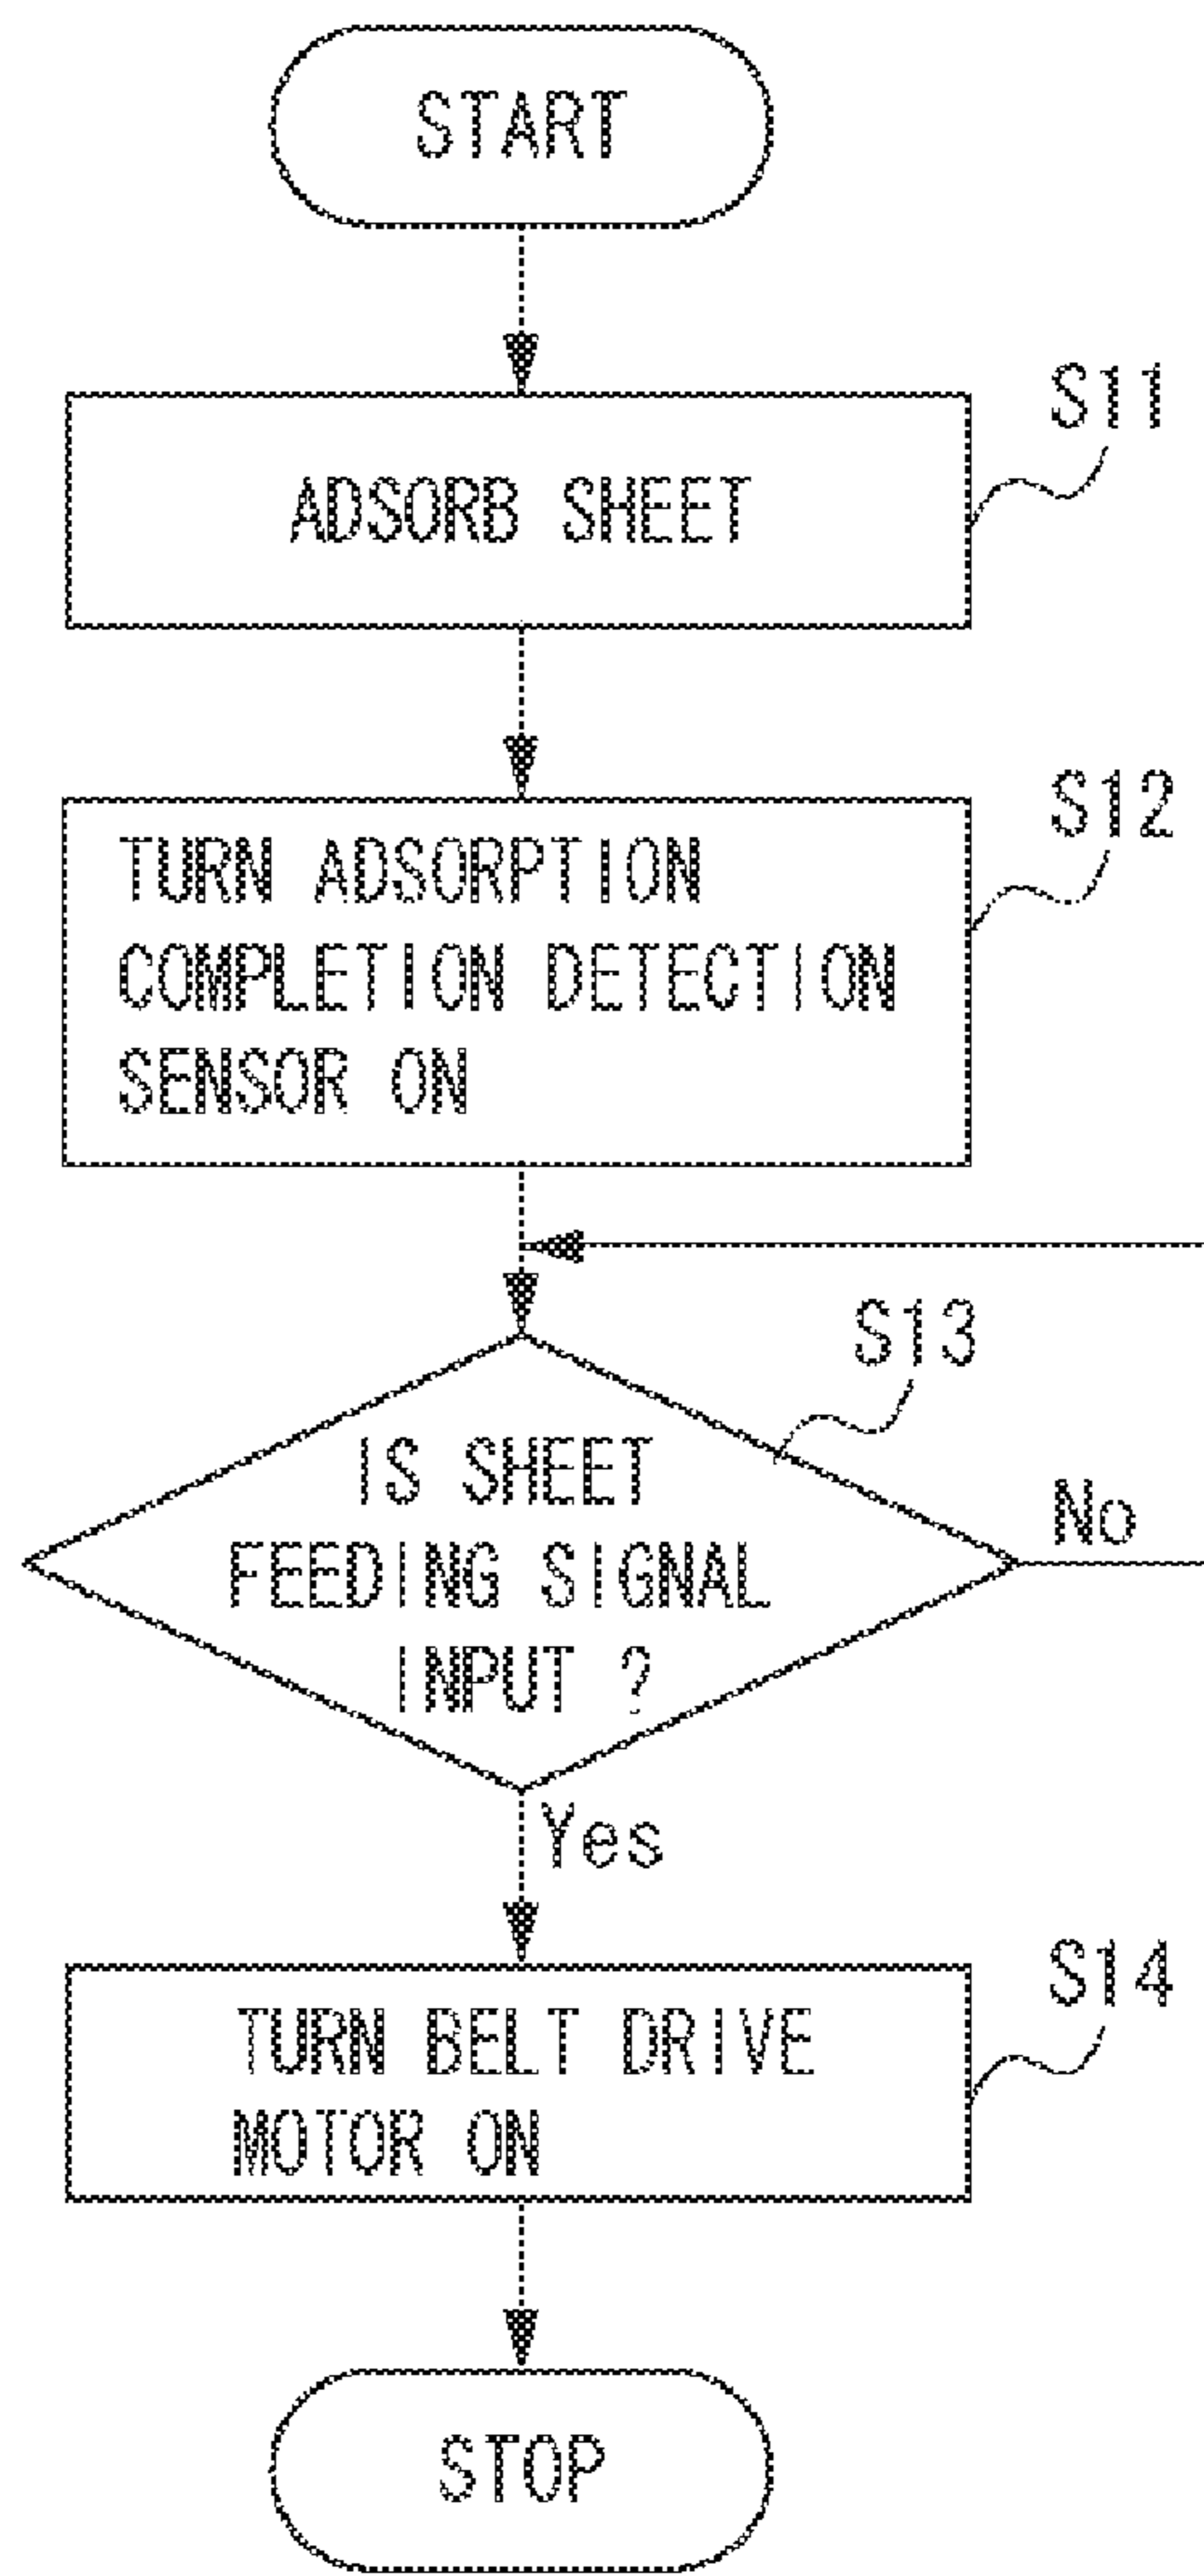 START
S11
ADSORB SHEET
S12
TURN ADSORPTION
COMPLETION DETECTION
SENSOR ON
S13
IS SHEET
FEEDING SIGNAL
INPUT ?
No
Yes
S14
TURN BELT DRIVE
MOTOR ON
STOP